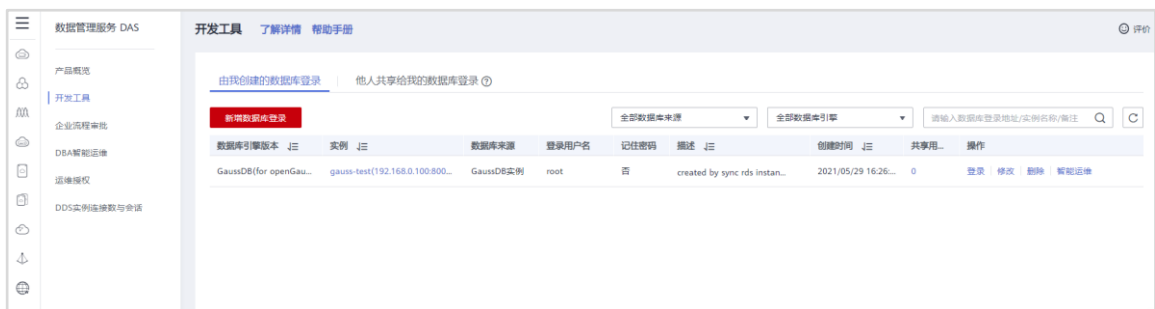 数据管理服务 DAS
开发工具 了解详情 帮助手册 评价
产品概览
开发工具
企业流程审批
DBA智能运维
运维授权
DDS实例连接数与会话
由我创建的数据库登录 他人共享给我的数据库登录
新增数据库登录 全部数据库来源 全部数据库引擎 请输入数据库登录地址/实例名称/备注
数据库引擎版本 实例 数据库来源 登录用户名 记住密码 描述 创建时间 共享用... 操作
GaussDB(for openGau... gauss-test(192.168.0.100:800... GaussDB实例 root 否 created by sync rds instan... 2021/05/29 16:26:... 0 登录 修改 删除 智能运维